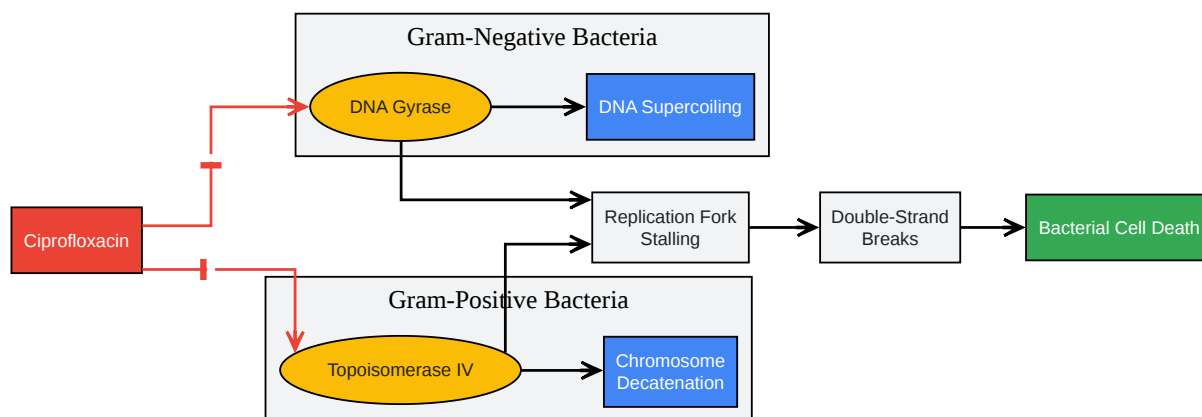 Gram-Negative Bacteria
DNA Gyrase
DNA Supercoiling
Ciprofloxacin
Replication Fork
Stalling
Double-Strand
Breaks
Bacterial Cell Death
Gram-Positive Bacteria
Topoisomerase IV
Chromosome
Decatenation